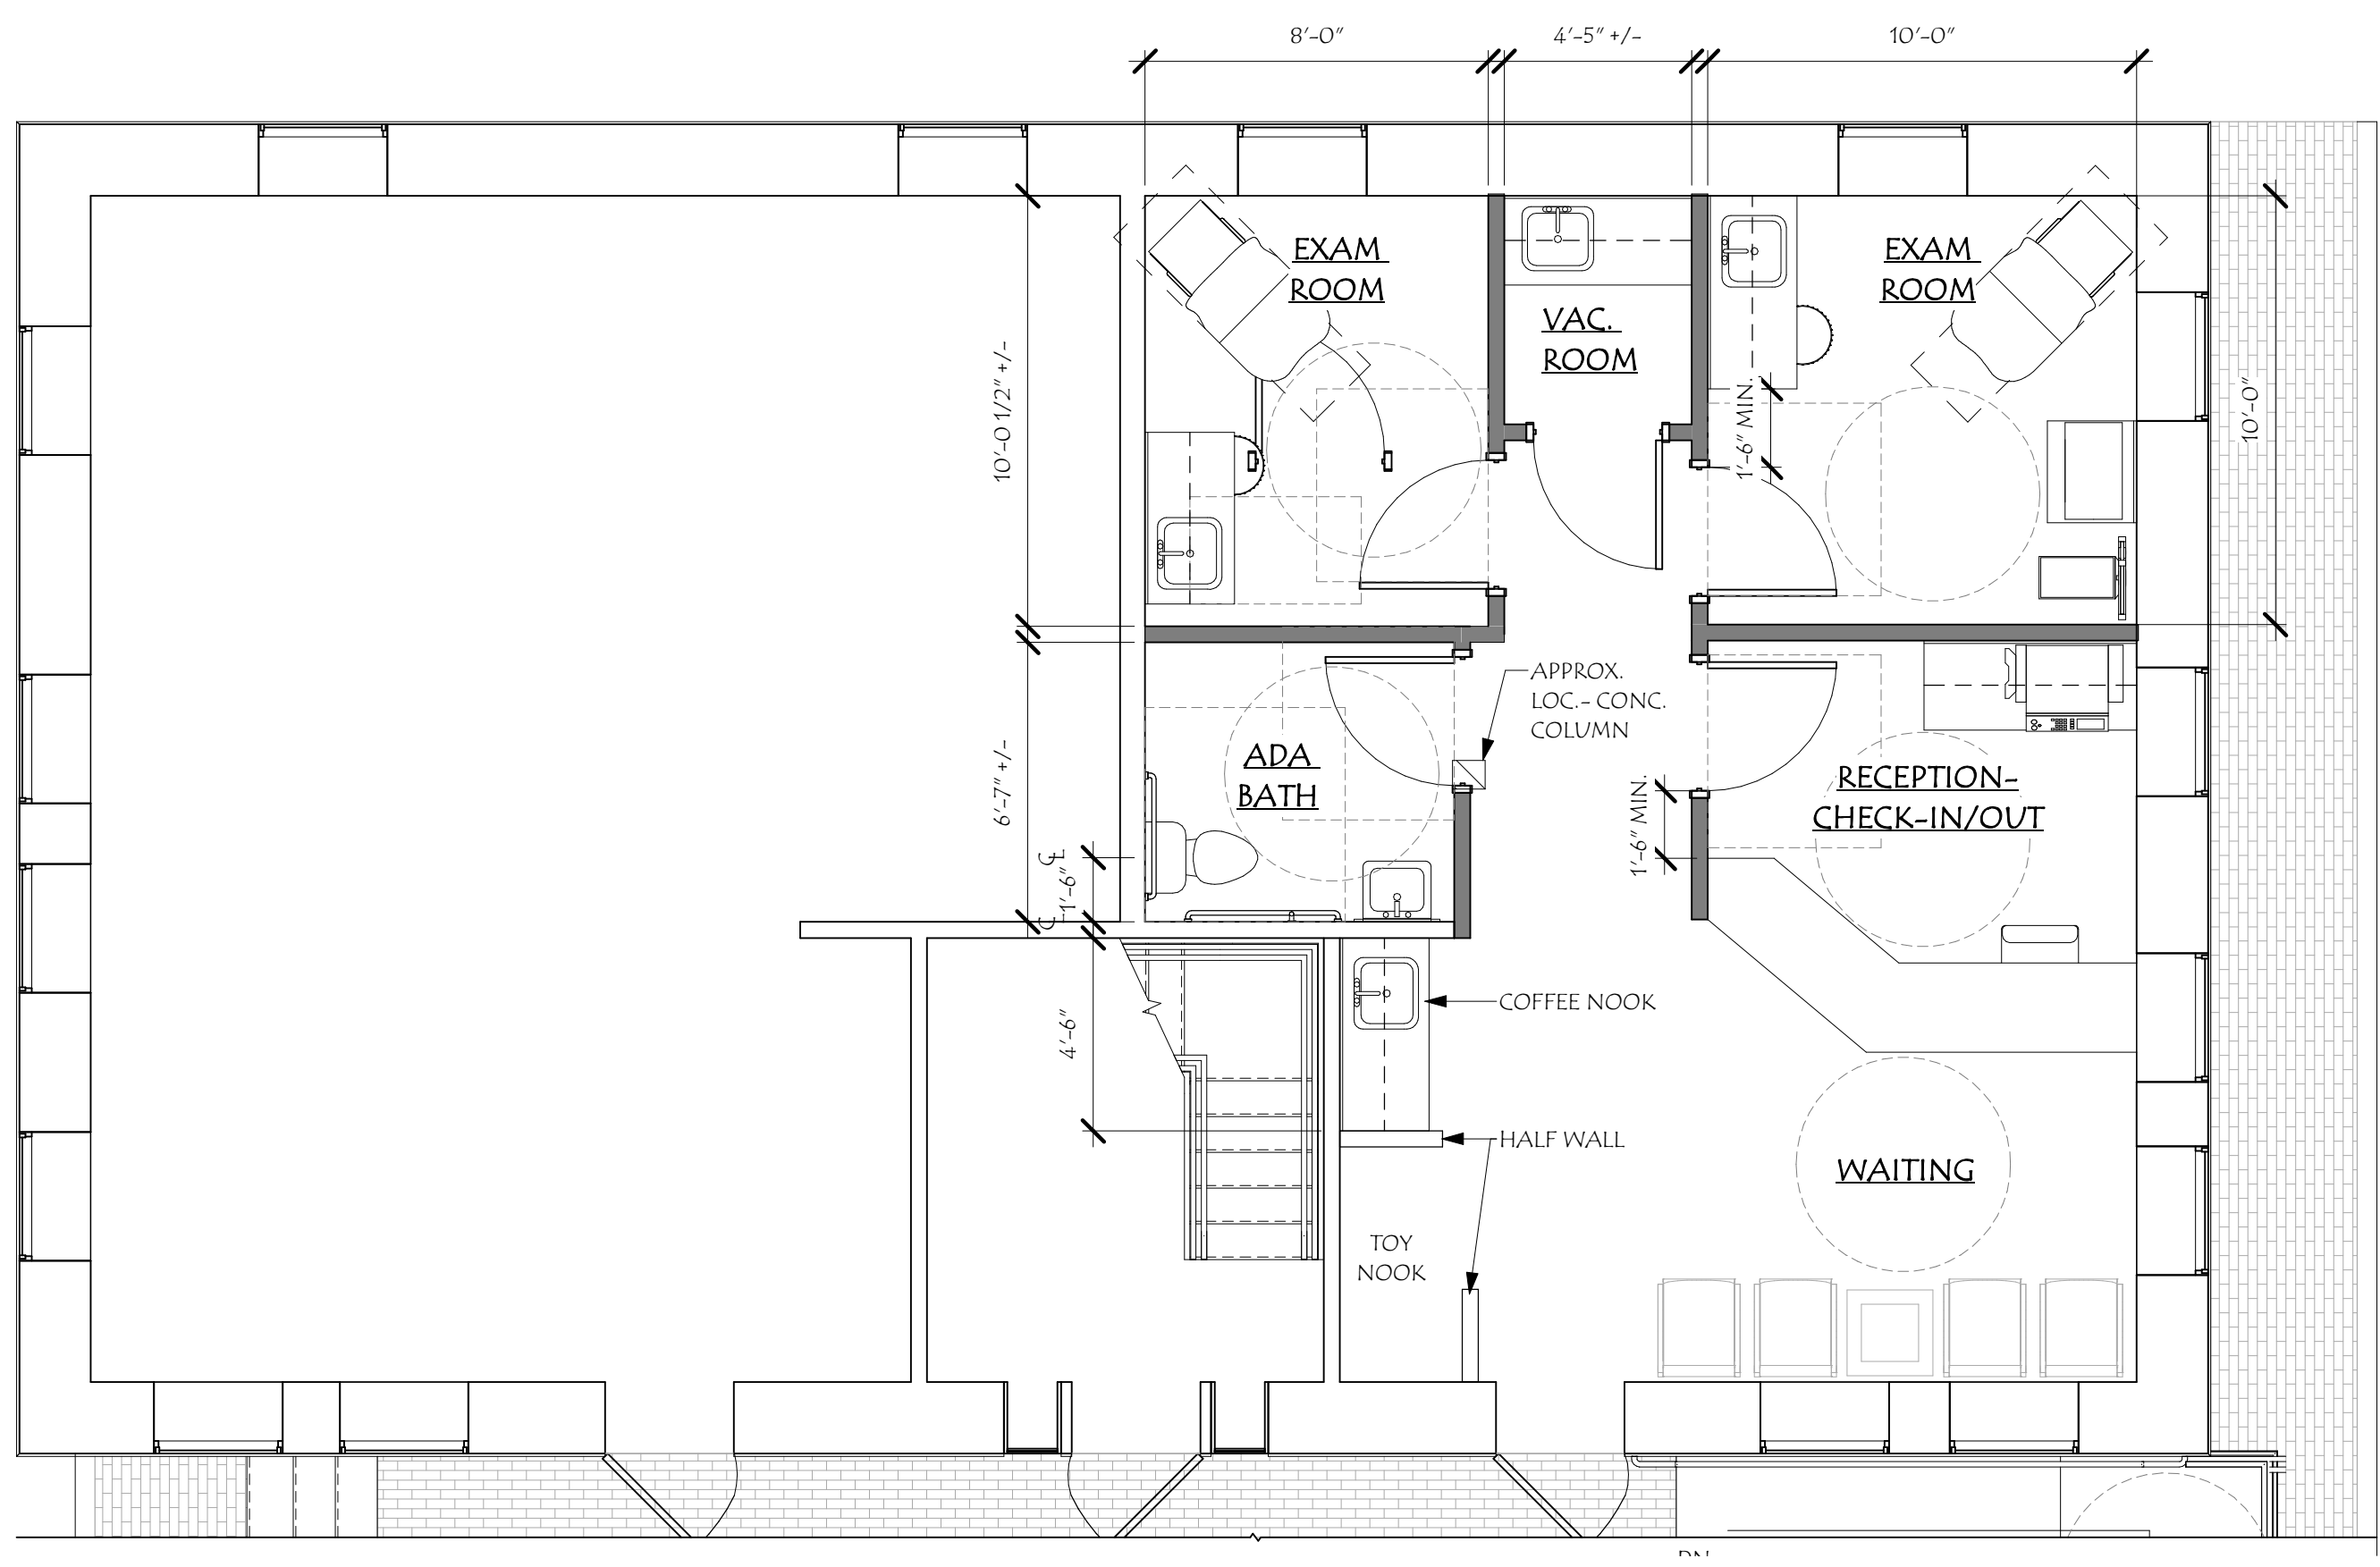 8'-0"
4'-5" +/-
10'-0"
EXAM
ROOM
EXAM
ROOM
VAC.
ROOM
10'-0 1/2" +/-
1'-6" MIN.
10'-0"
APPROX.
LOC.- CONC.
COLUMN
ADA
BATH
RECEPTION-
CHECK-IN/OUT
6'-7" +/-
1'-6" MIN.
1'-6"
COFFEE NOOK
4'-6"
HALF WALL
WAITING
TOY
NOOK